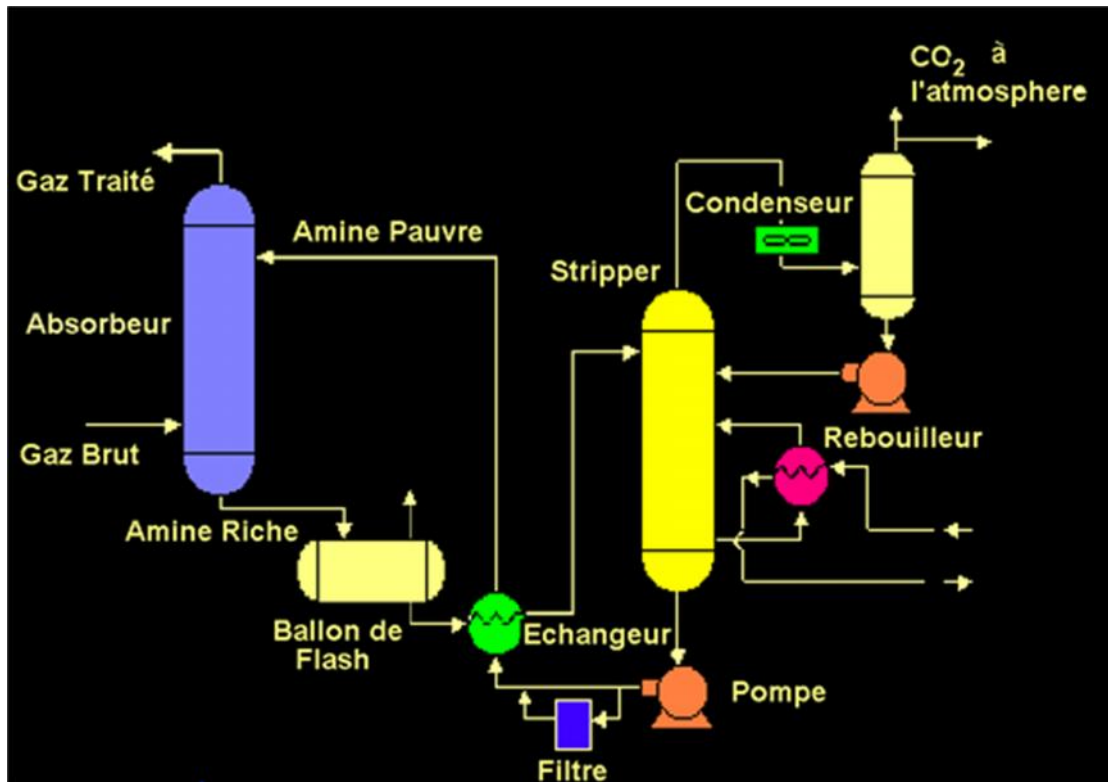 CO2 à
l'atmosphere
Gaz Traité
Condenseur
Amine Pauvre
Stripper
Absorbeur
Rebouilleur
Gaz Brut
Amine Riche
Ballon de
Flash
Echangeur
Pompe
Filtre